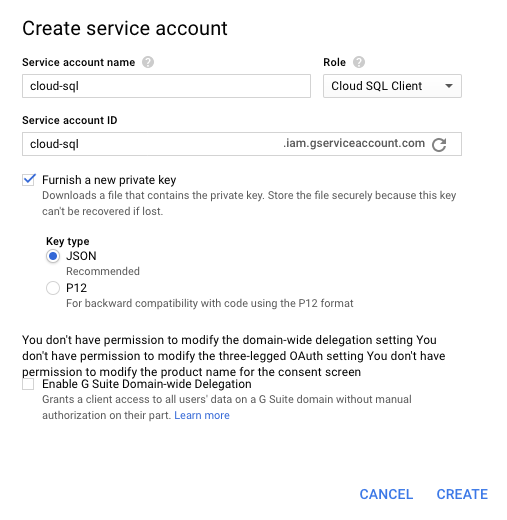 Create service account
Service account name ? Role ?
cloud-sql Cloud SQL Client
Service account ID
cloud-sql .iam.gserviceaccount.com
Furnish a new private key
Downloads a file that contains the private key. Store the file securely because this key
can't be recovered if lost.
Key type
JSON
Recommended
P12
For backward compatibility with code using the P12 format
You don't have permission to modify the domain-wide delegation setting You
don't have permission to modify the three-legged OAuth setting You don't have
permission to modify the product name for the consent screen
Enable G Suite Domain-wide Delegation
Grants a client access to all users' data on a G Suite domain without manual
authorization on their part. Learn more
CANCEL CREATE